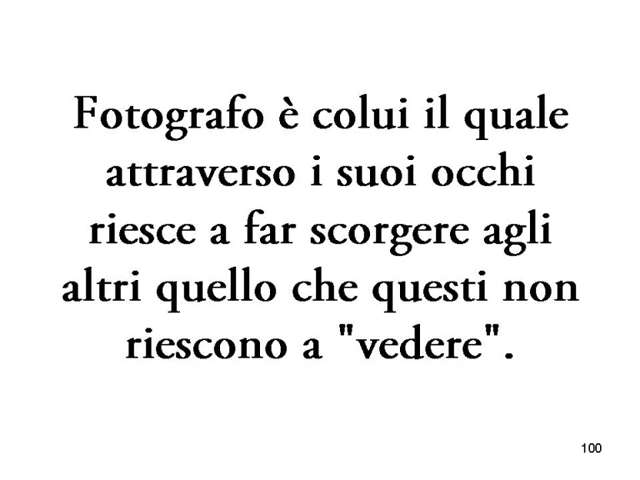 Fotografo è colui il quale
attraverso i suoi occhi
riesce a far scorgere agli
altri quello che questi non
riescono a "vedere".
100